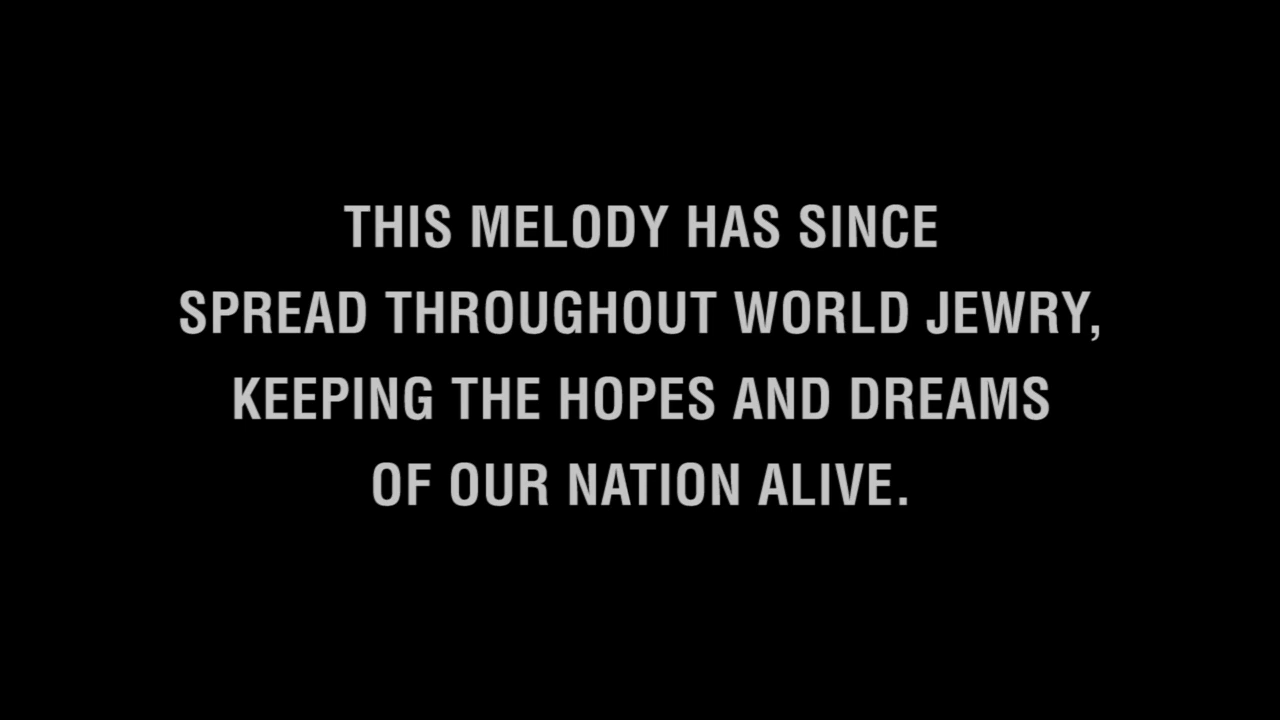 THIS MELODY HAS SINCE
SPREAD THROUGHOUT WORLD JEWRY,
KEEPING THE HOPES AND DREAMS
OF OUR NATION ALIVE.